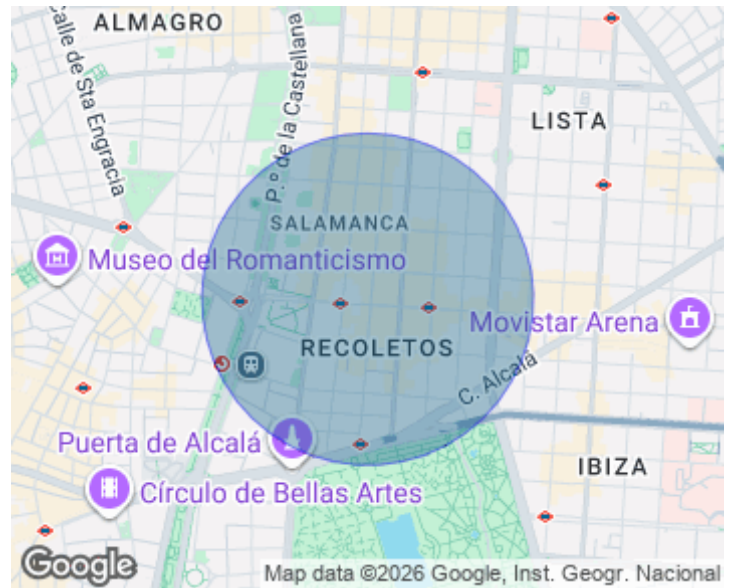 ALMAGRO
Calle de Sta Engracia
P.º de la Castellana
LISTA
SALAMANCA
Museo del Romanticismo
Movistar Arena
RECOLETOS
C. Alcalá
Puerta de Alcalá
IBIZA
Círculo de Bellas Artes
Google
Map data ©2026 Google, Inst. Geogr. Nacional